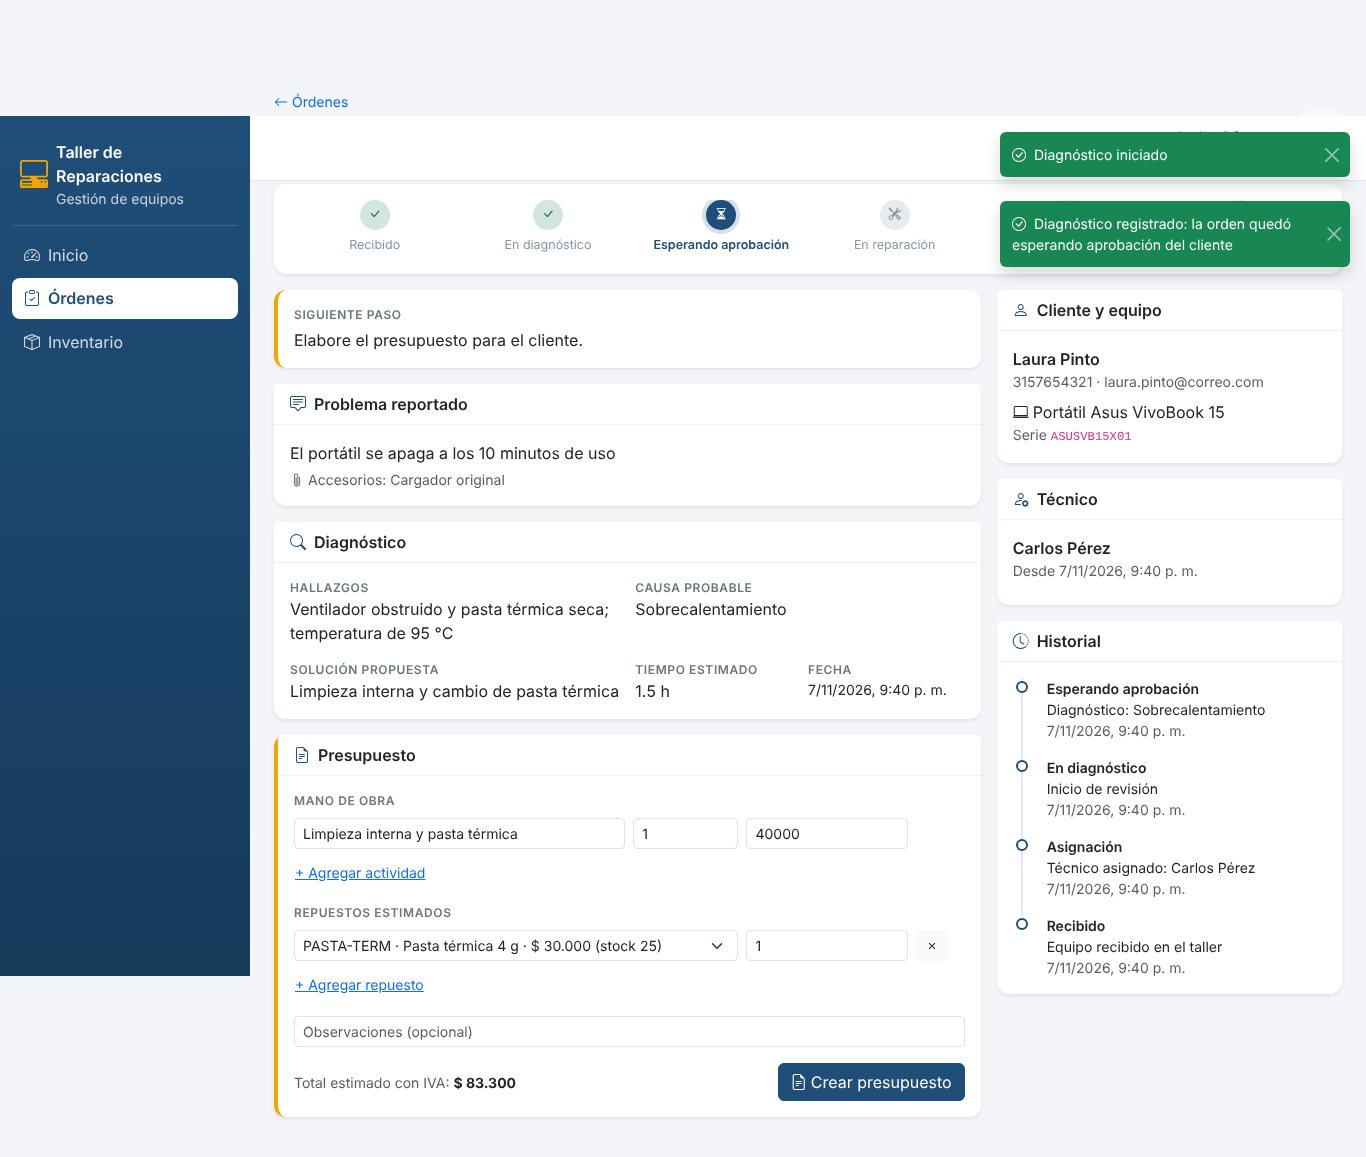 ← Órdenes
Taller de
Reparaciones
Gestión de equipos
Inicio
Órdenes
Inventario
Diagnóstico iniciado
Diagnóstico registrado: la orden quedó
esperando aprobación del cliente
Recibido
En diagnóstico
Esperando aprobación
En reparación
SIGUIENTE PASO
Elabore el presupuesto para el cliente.
Problema reportado
El portátil se apaga a los 10 minutos de uso
Accesorios: Cargador original
Diagnóstico
HALLAZGOS
Ventilador obstruido y pasta térmica seca;
temperatura de 95 °C
CAUSA PROBABLE
Sobrecalentamiento
SOLUCIÓN PROPUESTA
Limpieza interna y cambio de pasta térmica
TIEMPO ESTIMADO
1.5 h
FECHA
7/11/2026, 9:40 p. m.
Presupuesto
MANO DE OBRA
Limpieza interna y pasta térmica
1
40000
+ Agregar actividad
REPUESTOS ESTIMADOS
PASTA-TERM · Pasta térmica 4 g · $ 30.000 (stock 25)
1
×
+ Agregar repuesto
Observaciones (opcional)
Total estimado con IVA: $ 83.300
Crear presupuesto
Cliente y equipo
Laura Pinto
3157654321 · laura.pinto@correo.com
Portátil Asus VivoBook 15
Serie ASUSVB15X01
Técnico
Carlos Pérez
Desde 7/11/2026, 9:40 p. m.
Historial
Esperando aprobación
Diagnóstico: Sobrecalentamiento
7/11/2026, 9:40 p. m.
En diagnóstico
Inicio de revisión
7/11/2026, 9:40 p. m.
Asignación
Técnico asignado: Carlos Pérez
7/11/2026, 9:40 p. m.
Recibido
Equipo recibido en el taller
7/11/2026, 9:40 p. m.